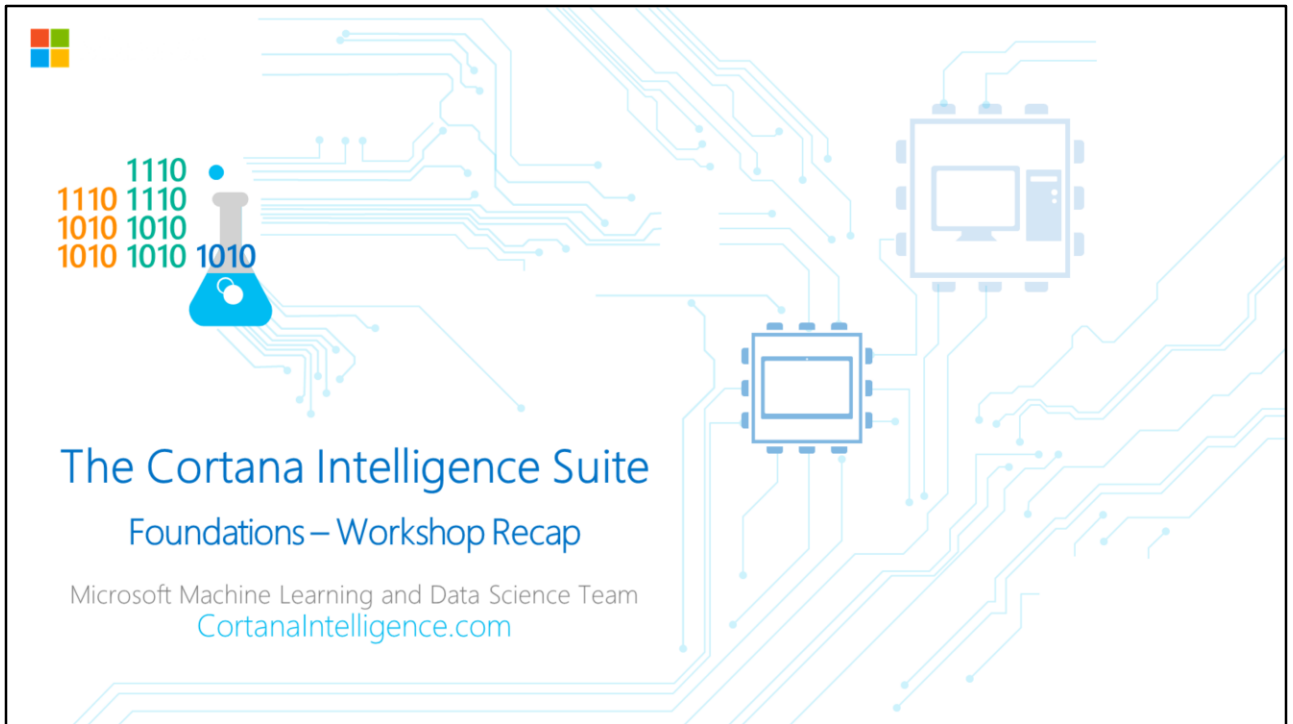 1110
1110 1110
1010 1010
1010 1010 1010
The Cortana Intelligence Suite
Foundations – Workshop Recap
Microsoft Machine Learning and Data Science Team
CortanaIntelligence.com